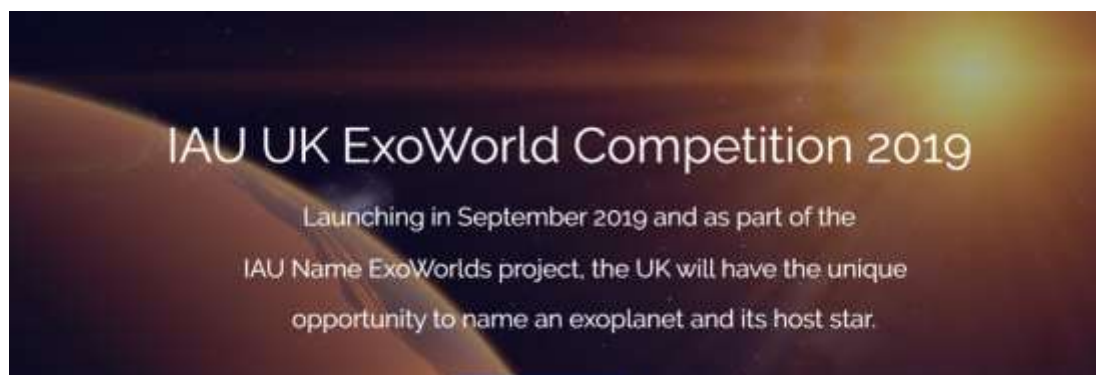 IAU UK ExoWorld Competition 2019
Launching in September 2019 and as part of the
IAU Name ExoWorlds project, the UK will have the unique
opportunity to name an exoplanet and its host star.